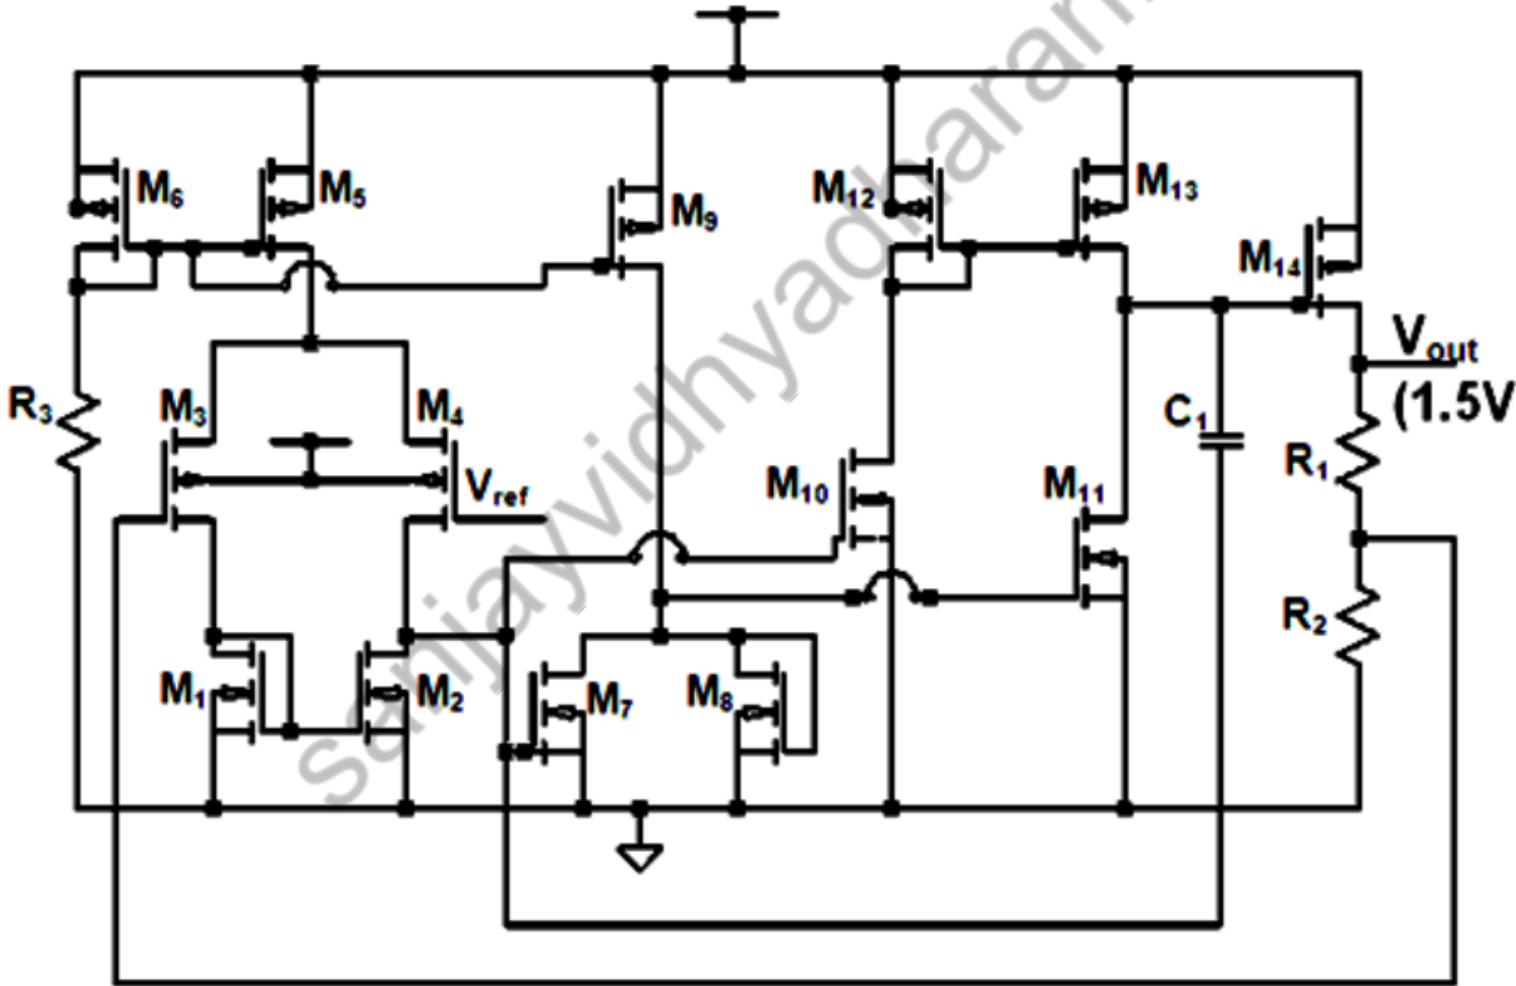 M6
M5
M9
M12
M13
M14
Vout
(1.5V
R3
M3
M4
C1
R1
Vref
M10
M11
R2
M1
M2
M7
M8
sanjayvidhyadharan